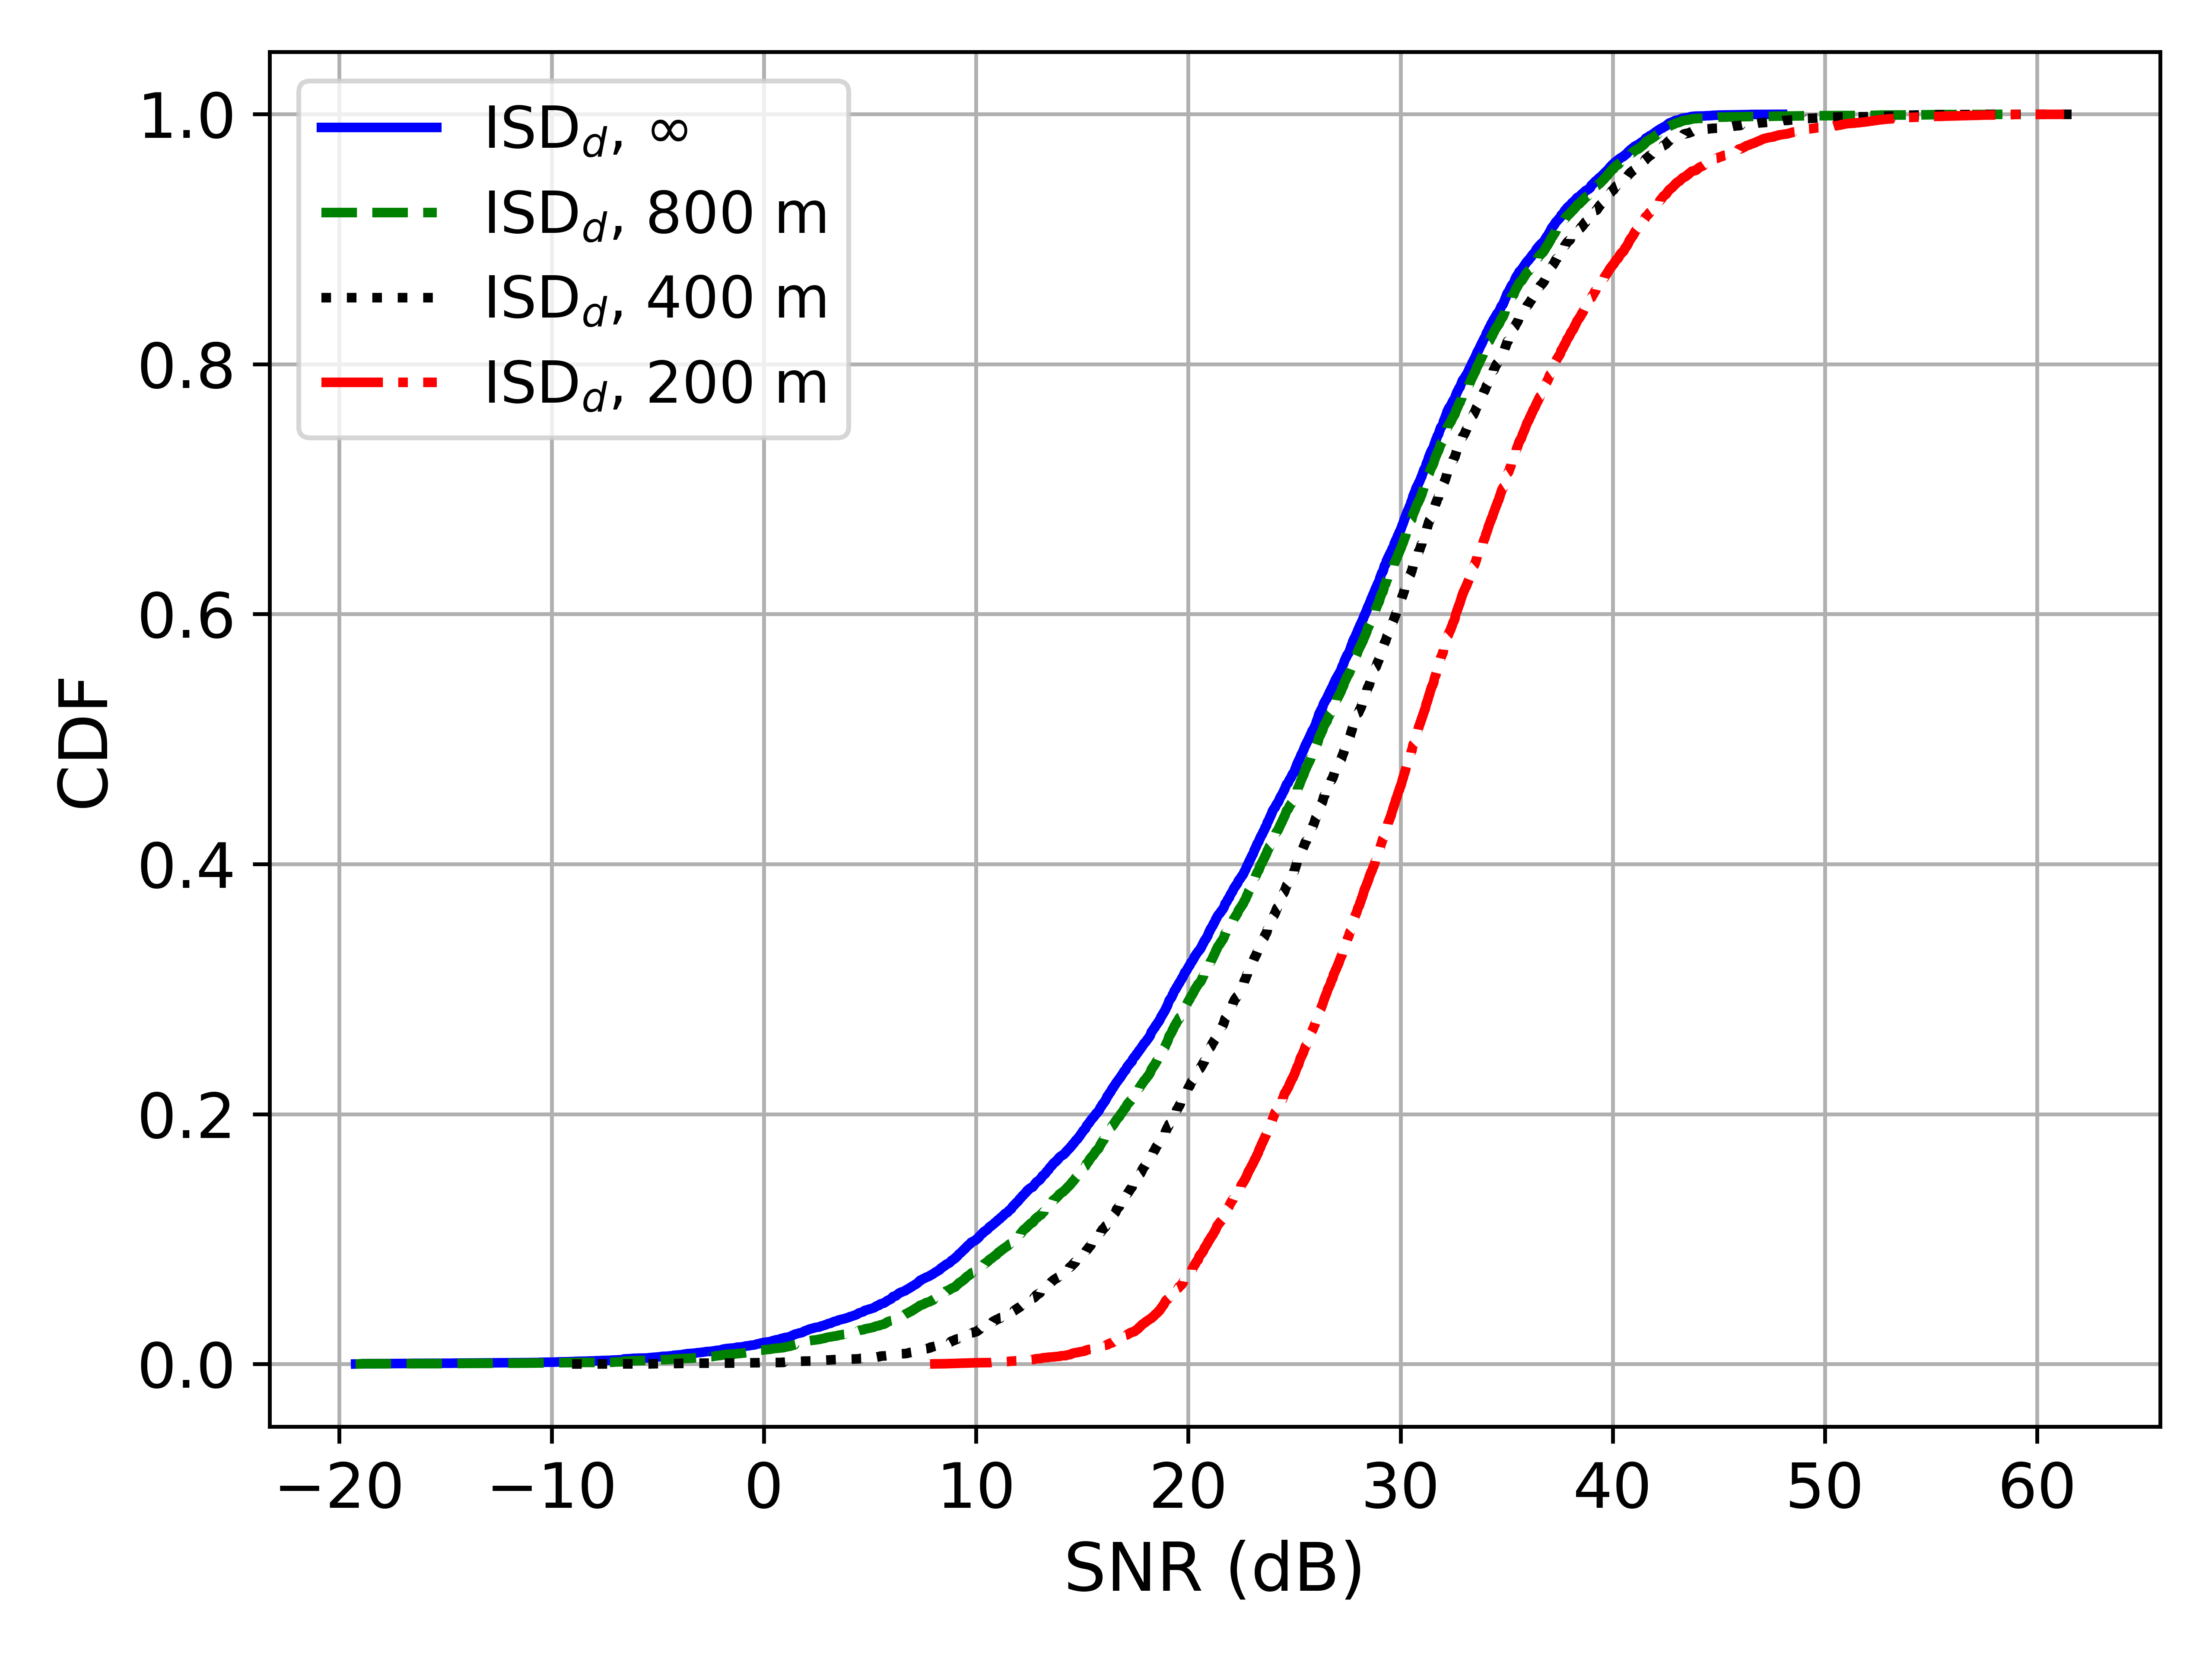 ISD_d, ∞
ISD_d, 800 m
ISD_d, 400 m
ISD_d, 200 m
1.0
0.8
0.6
0.4
0.2
0.0
CDF
−20 −10 0 10 20 30 40 50 60
SNR (dB)